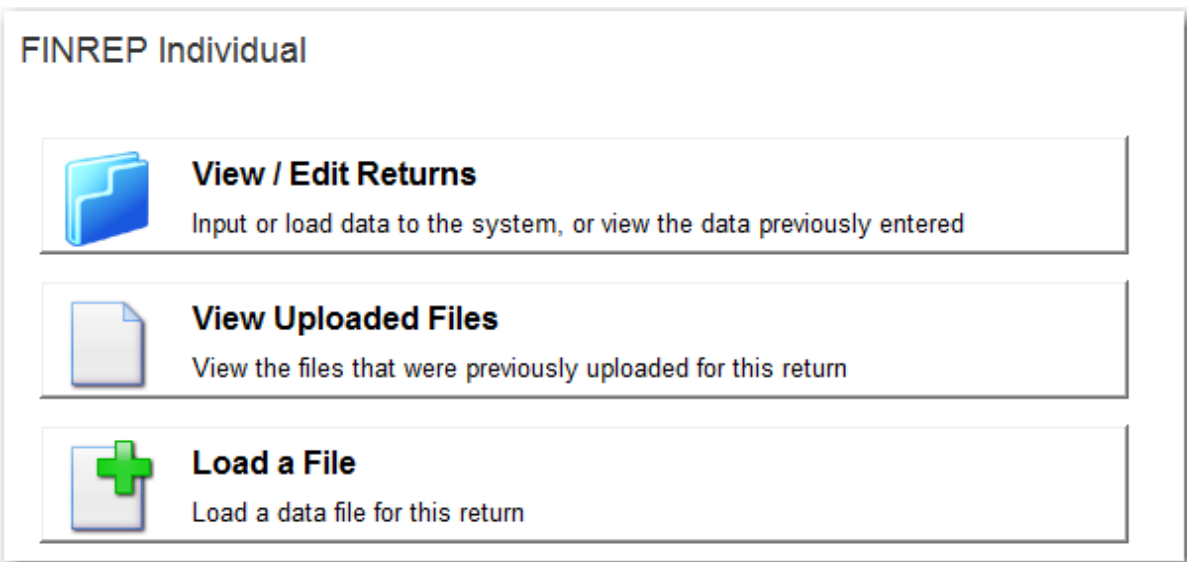 FINREP Individual
View / Edit Returns
Input or load data to the system, or view the data previously entered
View Uploaded Files
View the files that were previously uploaded for this return
Load a File
Load a data file for this return